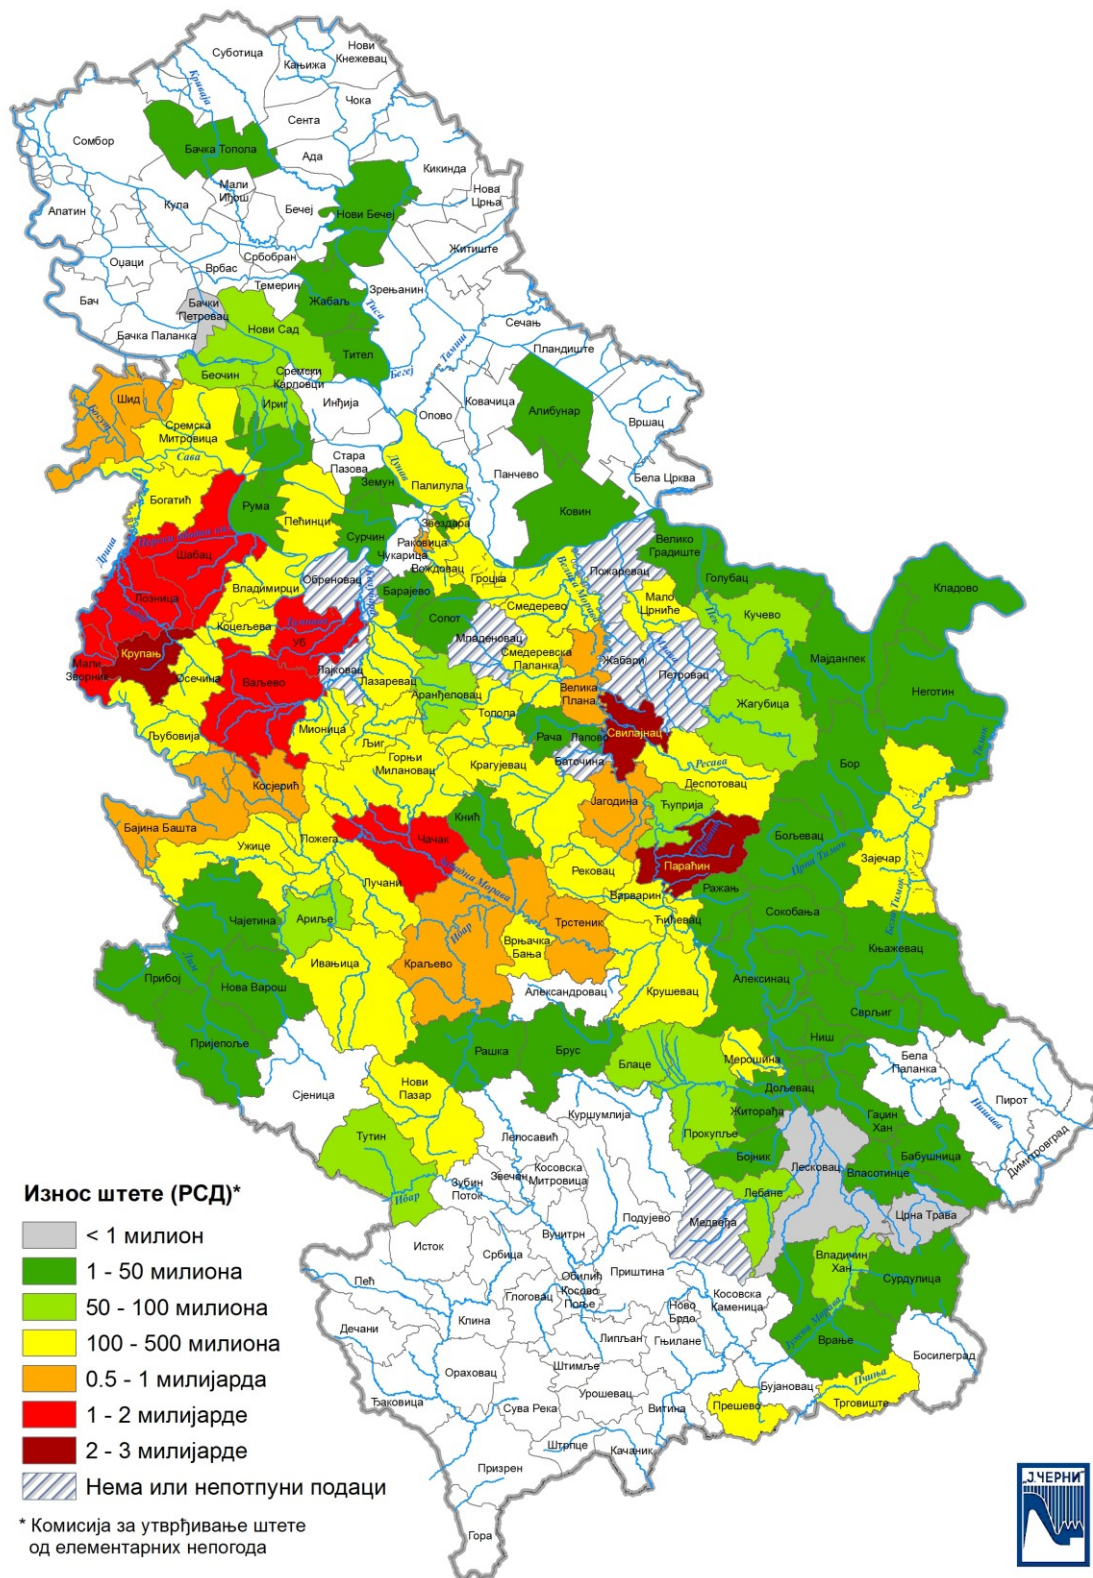 Суботица
Кањижа
Нови
Кнежевац
Криваја
Чока
Сента
Сомбор
Бачка Топола
Ада
Кикинда
Мали
Иђош
Нова
Црња
Апатин
Кула
Бечеј
Нови Бечеј
Житиште
Оџаци
Србобран
Врбас
Темерин
Зрењанин
Бач
Бачки
Петровац
Жабаљ
Тиса
Сечањ
Бачка Паланка
Нови Сад
Тамиш
Пландиште
Тител
Беочин
Сремски
Карловци
Бегеј
Ковачица
Шид
Босут
Ириг
Инђија
Опово
Алибунар
Вршац
Сремска
Митровица
Сава
Стара
Пазова
Дунав
Панчево
Бела Црква
Богатић
Земун
Палилула
Рума
Пећинци
Ковин
Сурчин
Звездара
Раковица
Чукарица
Вождовац
Велико
Градиште
Дрина
Шабац
Обреновац
Гроцка
Велика Морава
Пожаревац
Голубац
Кладово
Лозница
Владимирци
Барајево
Мало
Црниће
Коцељева
Тамнава
Уб
Сопот
Смедерево
Пек
Кучево
Крупањ
Младеновац
Смедеревска
Паланка
Жабари
Млава
Мајданпек
Мали
Зворник
Осечина
Ваљево
Лајковац
Лазаревац
Петровац
Неготин
Аранђеловац
Велика
Плана
Жагубица
Љубовија
Мионица
Топола
Свилајнац
Љиг
Рача
Лапово
Тимок
Горњи
Милановац
Крагујевац
Баточина
Ресава
Бор
Косјерић
Деспотовац
Јагодина
Бајина Башта
Ћуприја
Кнић
Ужице
Пожега
Чачак
Бољевац
Параћин
Црни Тимок
Зајечар
Лучани
Западна Морава
Рековац
Варварин
Ражањ
Бели Тимок
Чајетина
Ариље
Трстеник
Ћићевац
Сокобања
Ибар
Врњачка
Бања
Књажевац
Лим
Ивањица
Краљево
Прибој
Нова Варош
Александровац
Крушевац
Алексинац
Сврљиг
Пријепоље
Рашка
Брус
Ниш
Блаце
Мерошина
Бела
Паланка
Сјеница
Нови
Пазар
Дољевац
Пирот
Нишава
Куршумлија
Житорађа
Гаџин
Хан
Тутин
Лепосавић
Прокупље
Димитровград
Бојник
Бабушница
Звечен
Косовска
Митровица
Лесковац
Власотинце
Зубин
Поток
Ибар
Лебане
Медвеђа
Црна Трава
Подујево
Исток
Србица
Вучитрн
Владичин
Хан
Сурдулица
Пећ
Обилић
Приштина
Глоговац
Косово
Поље
Косовска
Каменица
Ново
Брдо
Јужна Морава
Дечани
Клина
Липљан
Гњилане
Врање
Босилеград
Штимље
Ораховац
Пчиња
Бујановац
Урошевац
Ђаковица
Сува Река
Витина
Прешево
Трговиште
Штрпце
Качаник
Призрен
Гора
Износ штете (РСД)*
< 1 милион
1 - 50 милиона
50 - 100 милиона
100 - 500 милиона
0.5 - 1 милијарда
1 - 2 милијарде
2 - 3 милијарде
Нема или непотпуни подаци
* Комисија за утврђивање штете
од елементарних непогода
Ј.ЧЕРНИ